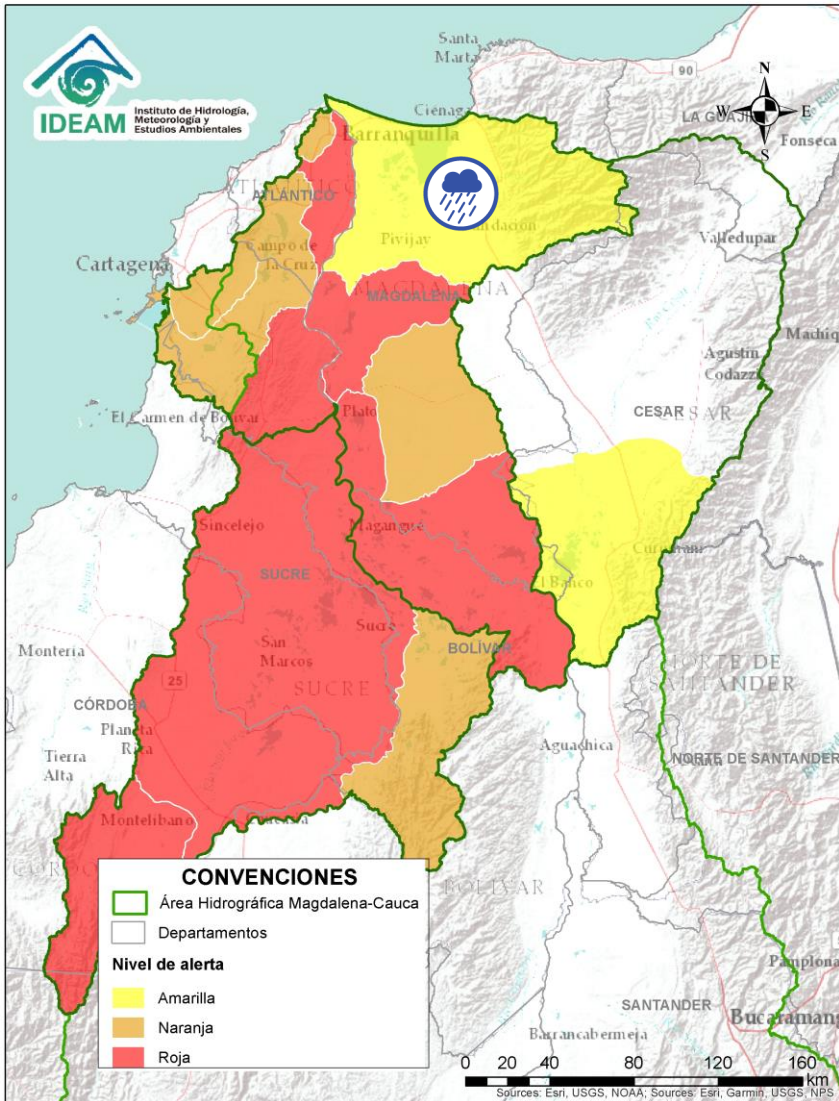 IDEAM
Instituto de Hidrología,
Meteorología y
Estudios Ambientales
Santa
Marta
90
N
W
E
S
Ciénaga
LA GUAJI
Fonseca
Barranquilla
ATLÁNTICO
Valledupar
Pivijay
Campo de
la Cruz
Cartagena
MAGDALENA
Machiq
Agustín
Codazzi
CESAR
CESAR
El Carmen de Bolívar
Plato
Sincelejo
Magangué
SUCRE
El Banco
Sucre
BOLÍVAR
Montería
San
Marcos
SUCRE
NORTE DE
SANTANDER
25
CÓRDOBA
Planeta
Rica
Tierra
Alta
Aguachica
NORTE DE SANTANDER
Montelíbano
BOLÍVAR
CONVENCIONES
Área Hidrográfica Magdalena-Cauca
Departamentos
Nivel de alerta
Amarilla
Naranja
Roja
Pamplona
SANTANDER
Bucaramang
Barrancabermeja
0 20 40 80 120 160
km
Sources: Esri, USGS, NOAA; Sources: Esri, Garmin, USGS, NPS